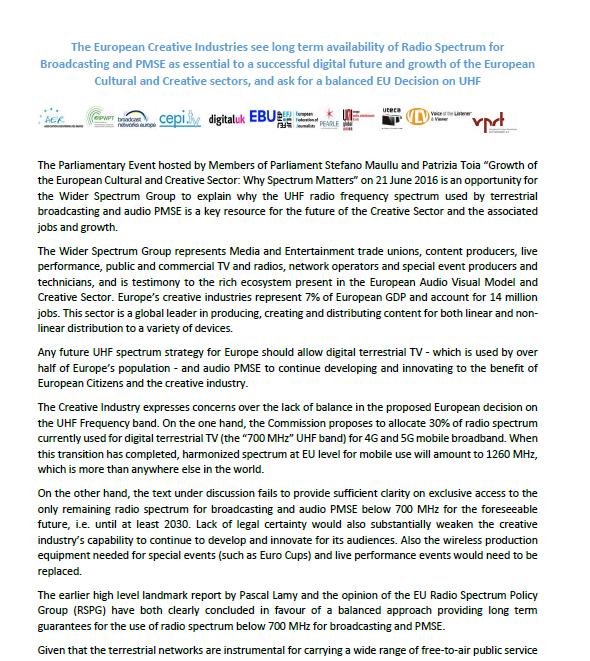 The European Creative Industries see long term availability of Radio Spectrum for
Broadcasting and PMSE as essential to a successful digital future and growth of the European
Cultural and Creative sectors, and ask for a balanced EU Decision on UHF
AER broadcast networks europe cepi digitaluk EBU EFJ European Federation of Journalists PEARLE uteca Voice of the Listener & Viewer vprt
The Parliamentary Event hosted by Members of Parliament Stefano Maullu and Patrizia Toia “Growth of
the European Cultural and Creative Sector: Why Spectrum Matters” on 21 June 2016 is an opportunity for
the Wider Spectrum Group to explain why the UHF radio frequency spectrum used by terrestrial
broadcasting and audio PMSE is a key resource for the future of the Creative Sector and the associated
jobs and growth.
The Wider Spectrum Group represents Media and Entertainment trade unions, content producers, live
performance, public and commercial TV and radios, network operators and special event producers and
technicians, and is testimony to the rich ecosystem present in the European Audio Visual Model and
Creative Sector. Europe’s creative industries represent 7% of European GDP and account for 14 million
jobs. This sector is a global leader in producing, creating and distributing content for both linear and non-
linear distribution to a variety of devices.
Any future UHF spectrum strategy for Europe should allow digital terrestrial TV - which is used by over
half of Europe’s population - and audio PMSE to continue developing and innovating to the benefit of
European Citizens and the creative industry.
The Creative Industry expresses concerns over the lack of balance in the proposed European decision on
the UHF Frequency band. On the one hand, the Commission proposes to allocate 30% of radio spectrum
currently used for digital terrestrial TV (the “700 MHz” UHF band) for 4G and 5G mobile broadband. When
this transition has completed, harmonized spectrum at EU level for mobile use will amount to 1260 MHz,
which is more than anywhere else in the world.
On the other hand, the text under discussion fails to provide sufficient clarity on exclusive access to the
only remaining radio spectrum for broadcasting and audio PMSE below 700 MHz for the foreseeable
future, i.e. until at least 2030. Lack of legal certainty would also substantially weaken the creative
industry’s capability to continue to develop and innovate for its audiences. Also the wireless production
equipment needed for special events (such as Euro Cups) and live performance events would need to be
replaced.
The earlier high level landmark report by Pascal Lamy and the opinion of the EU Radio Spectrum Policy
Group (RSPG) have both clearly concluded in favour of a balanced approach providing long term
guarantees for the use of radio spectrum below 700 MHz for broadcasting and PMSE.
Given that the terrestrial networks are instrumental for carrying a wide range of free-to-air public service